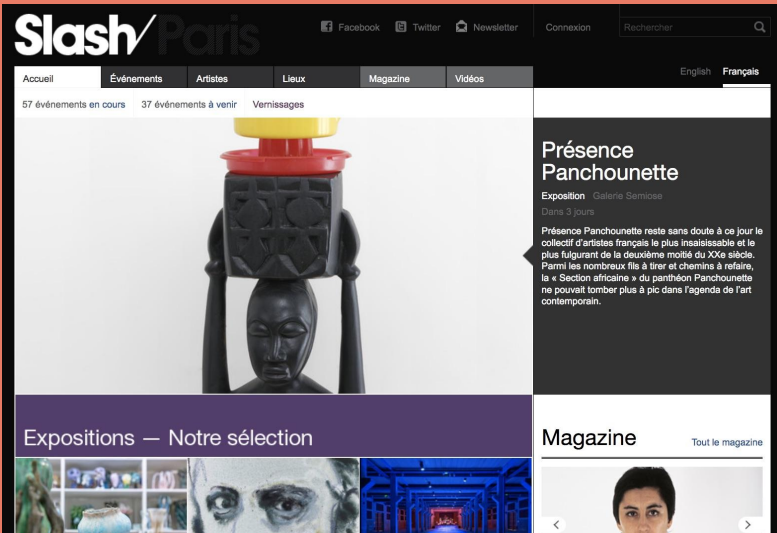 Slash/Paris
Facebook Twitter Newsletter Connexion Rechercher
Accueil Événements Artistes Lieux Magazine Vidéos
English Français
57 événements en cours 37 événements à venir Vernissages
Présence
Panchounette
Exposition Galerie Semiose
Dans 3 jours
Présence Panchounette reste sans doute à ce jour le
collectif d’artistes français le plus insaisissable et le
plus fulgurant de la deuxième moitié du XXe siècle.
Parmi les nombreux fils à tirer et chemins à refaire,
la « Section africaine » du panthéon Panchounette
ne pouvait tomber plus à pic dans l’agenda de l’art
contemporain.
Expositions — Notre sélection
Magazine
Tout le magazine